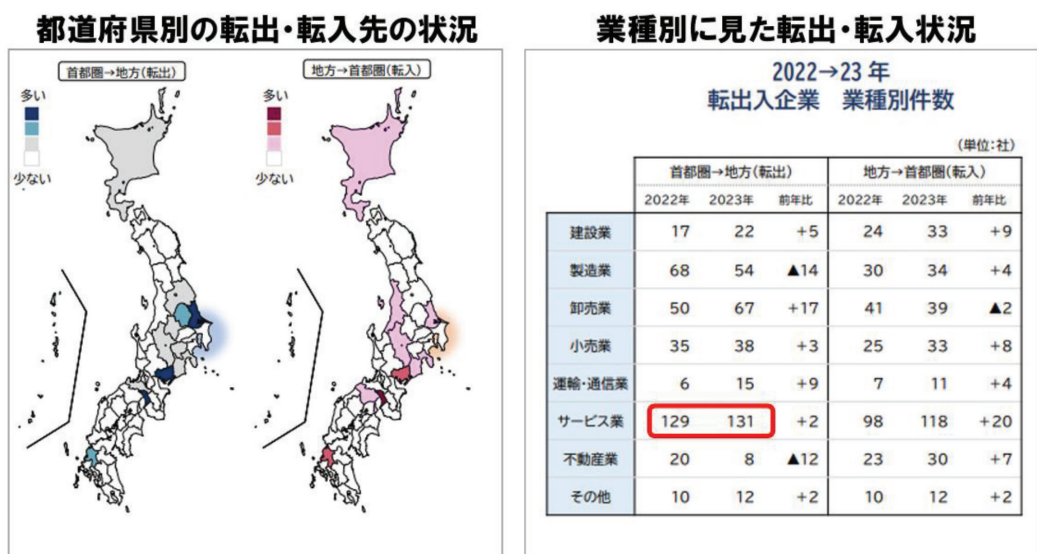 都道府県別の転出・転入先の状況
首都圏→地方(転出)
多い
少ない
地方→首都圏(転入)
多い
少ない
業種別に見た転出・転入状況
2022→23 年
転出入企業 業種別件数
(単位:社)
首都圏→地方(転出) 地方→首都圏(転入)
2022年 2023年 前年比 2022年 2023年 前年比
建設業 17 22 +5 24 33 +9
製造業 68 54 ▲14 30 34 +4
卸売業 50 67 +17 41 39 ▲2
小売業 35 38 +3 25 33 +8
運輸・通信業 6 15 +9 7 11 +4
サービス業 129 131 +2 98 118 +20
不動産業 20 8 ▲12 23 30 +7
その他 10 12 +2 10 12 +2